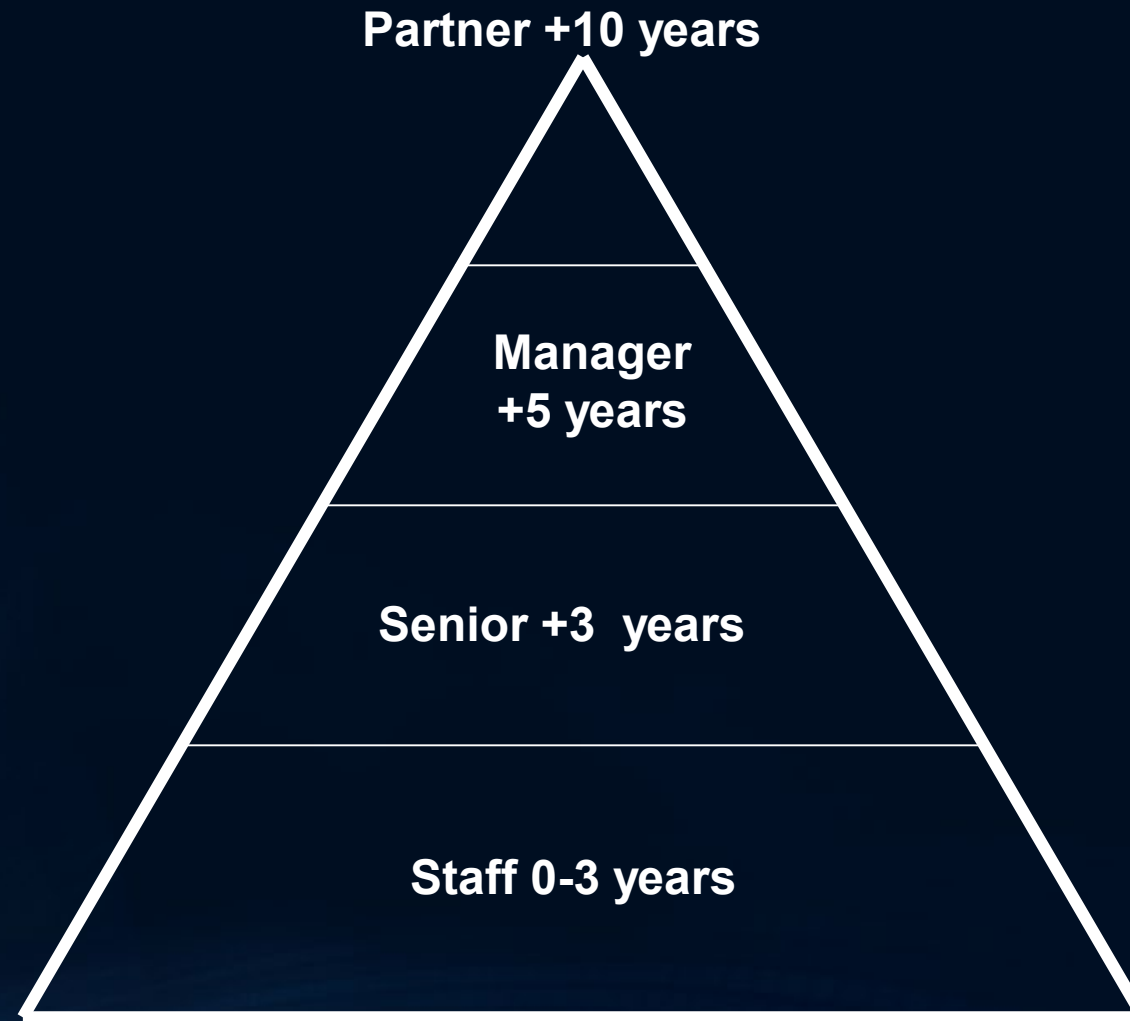 Partner +10 years
Manager
+5 years
Senior +3  years
Staff 0-3 years